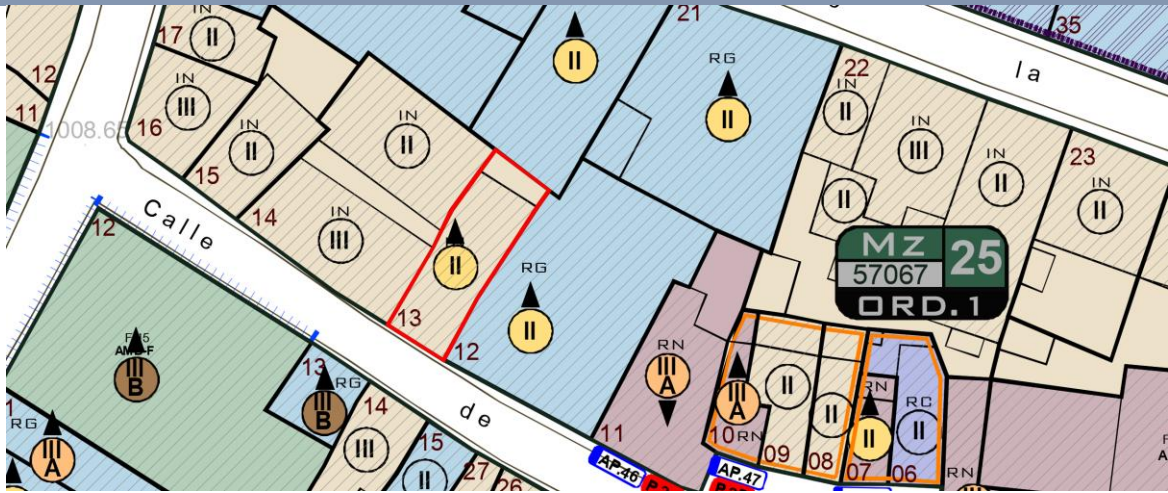 21
35
17
IN
II
II
RG
II
la
22
IN
II
12
11
IN
III
16
1008.65
IN
II
15
IN
II
IN
III
IN
II
23
IN
II
II
14
IN
III
Calle
12
II
RG
II
13
12
Mz 25
57067
ORD.1
III
B
13
RG
III
B
14
III
de
15
II
27
26
RG
III
A
RN
III
A
11
III
A
10
RN
II
09
II
08
RN
II
07
RC
II
06
RN
III
AP.46
AP.47